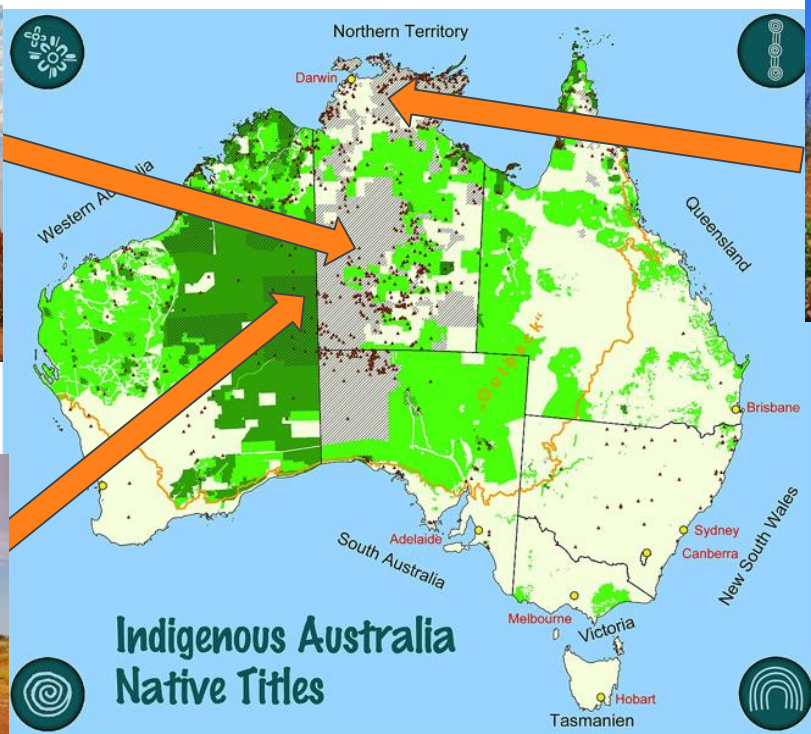 Northern Territory
Darwin
Western Australia
Queensland
„Outback“
Brisbane
Sydney
Canberra
New South Wales
Adelaide
South Australia
Melbourne
Victoria
Indigenous Australia
Native Titles
Hobart
Tasmanien